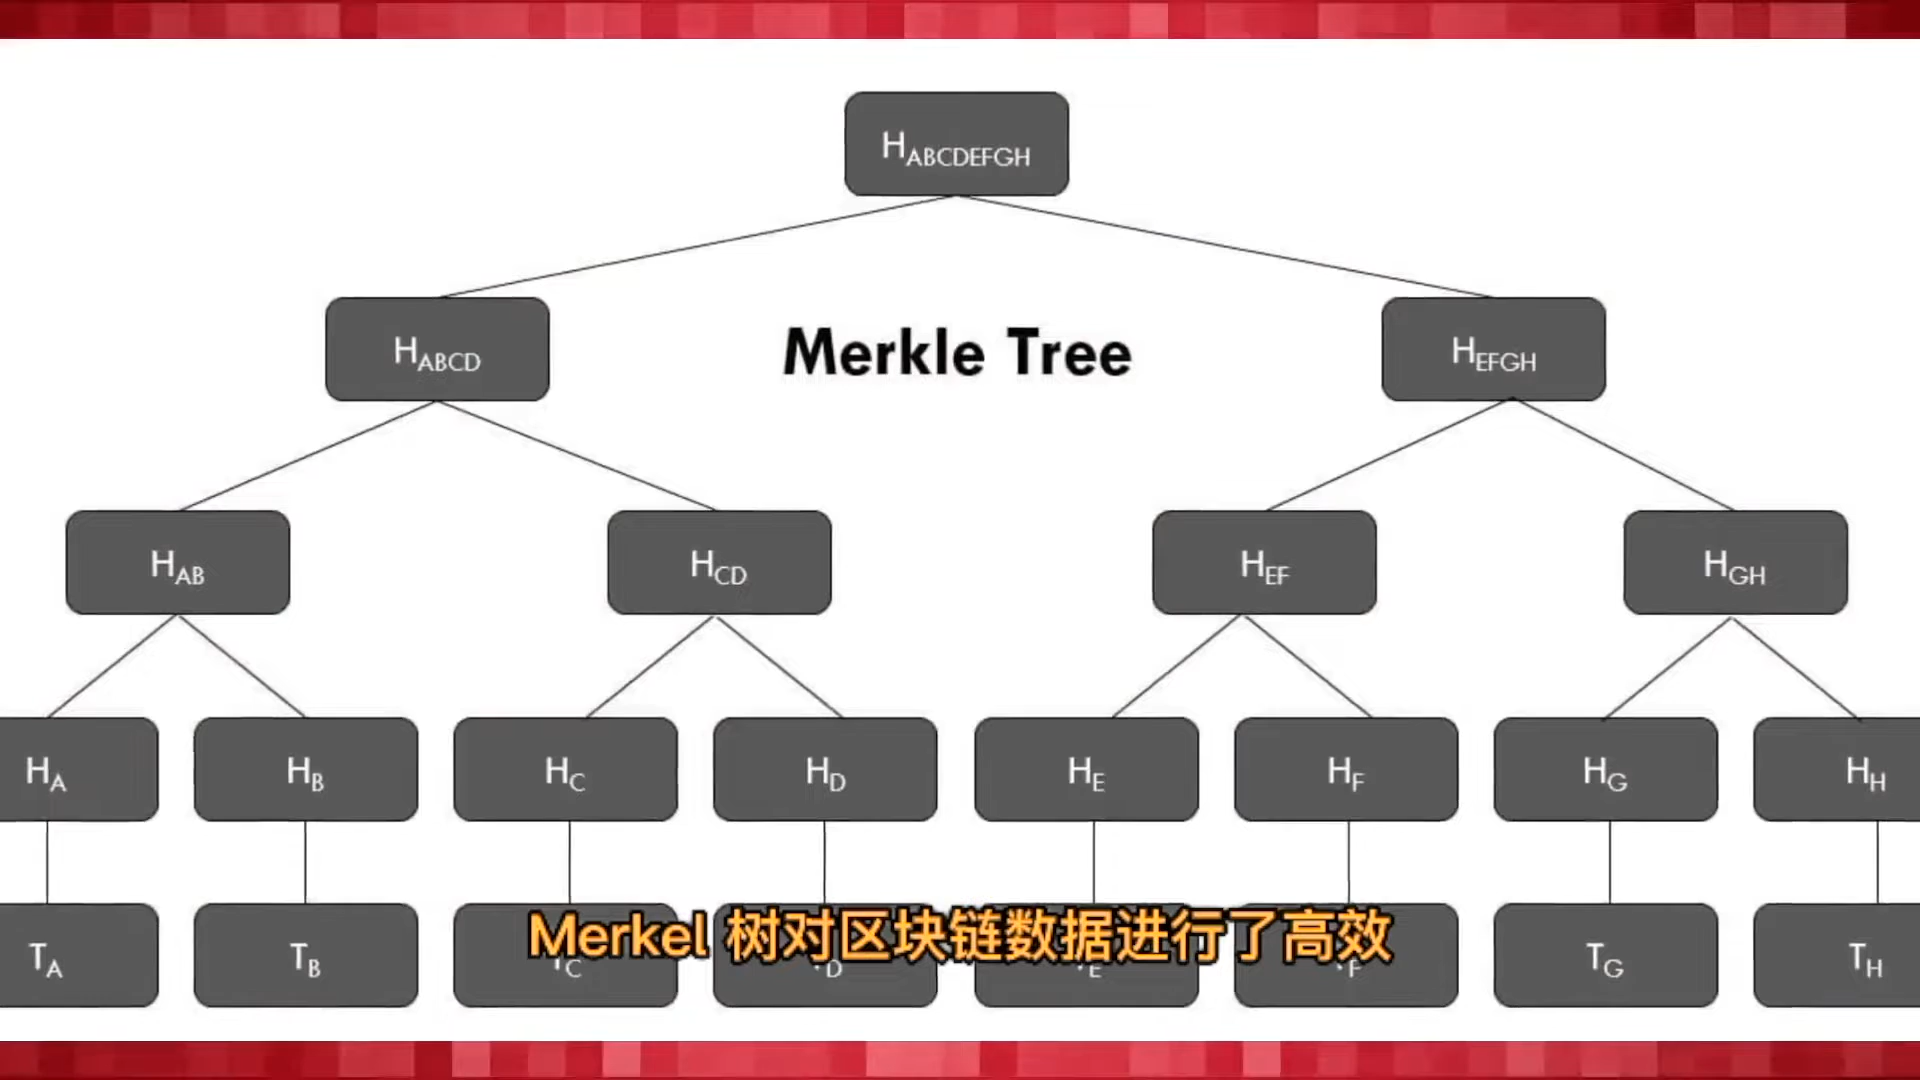 HABCDEFGH
HABCD
Merkle Tree
HEFGH
HAB
HCD
HEF
HGH
HA
HB
HC
HD
HE
HF
HG
HH
TA
TB
Merkel 树对区块链数据进行了高效
TG
TH